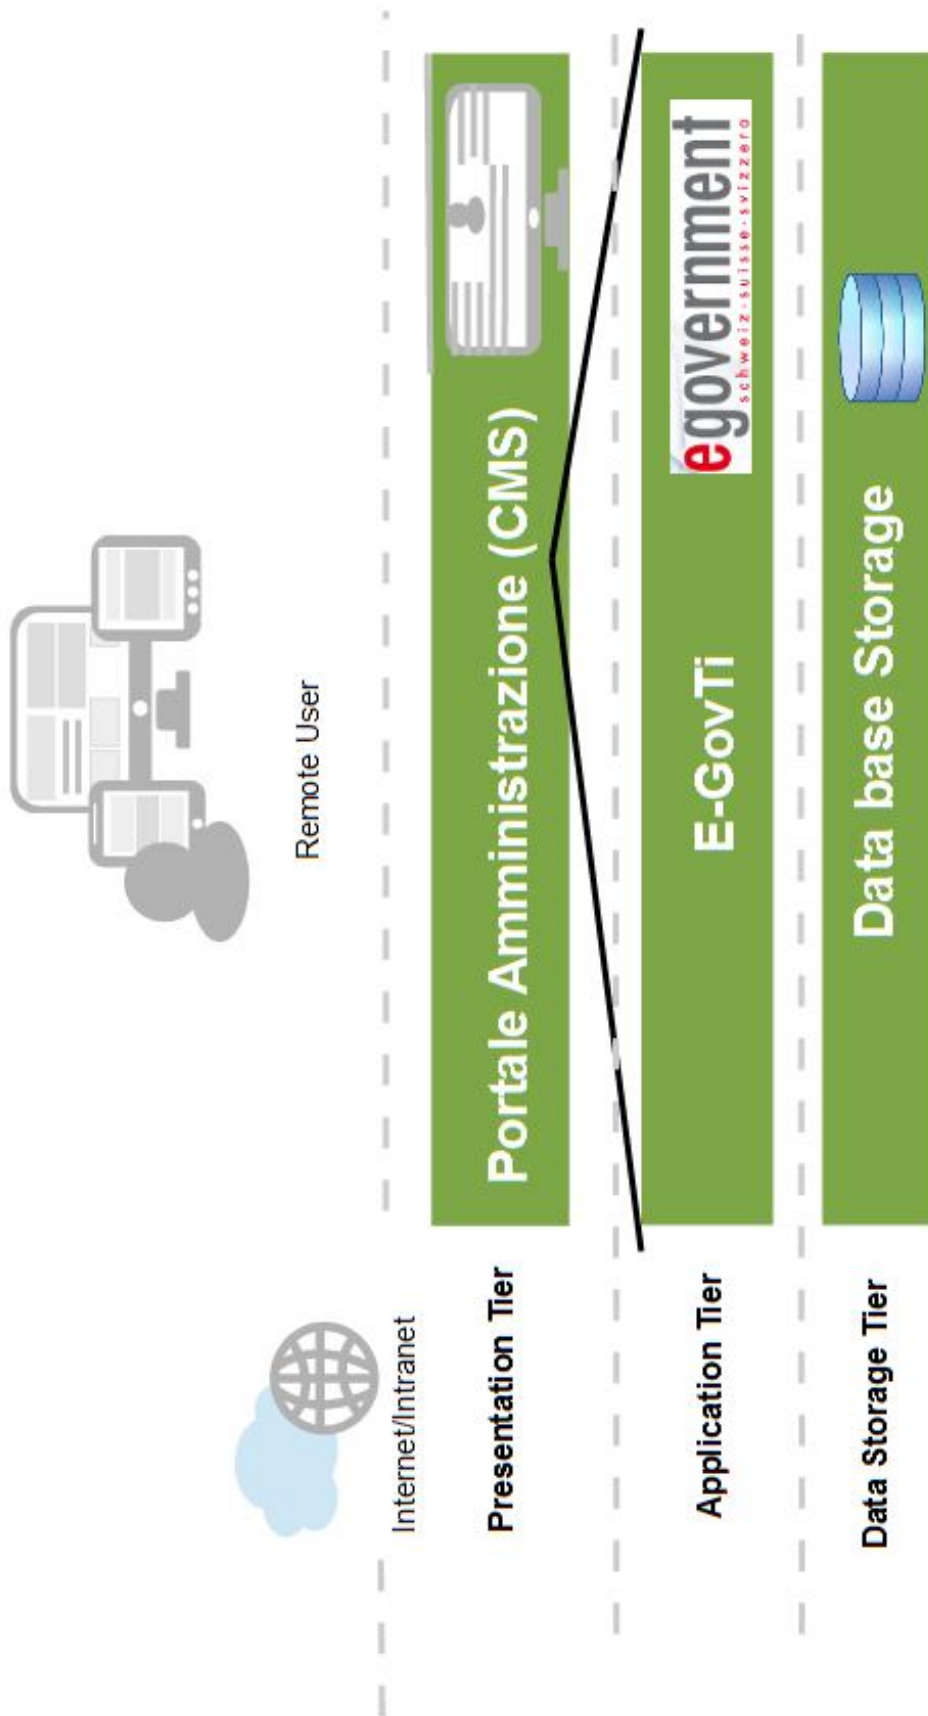 Remote User
Internet/Intranet
Presentation Tier
Portale Amministrazione (CMS)
Application Tier
E-GovTi
egovernment
schweiz-suisse-svizzero
Data Storage Tier
Data base Storage